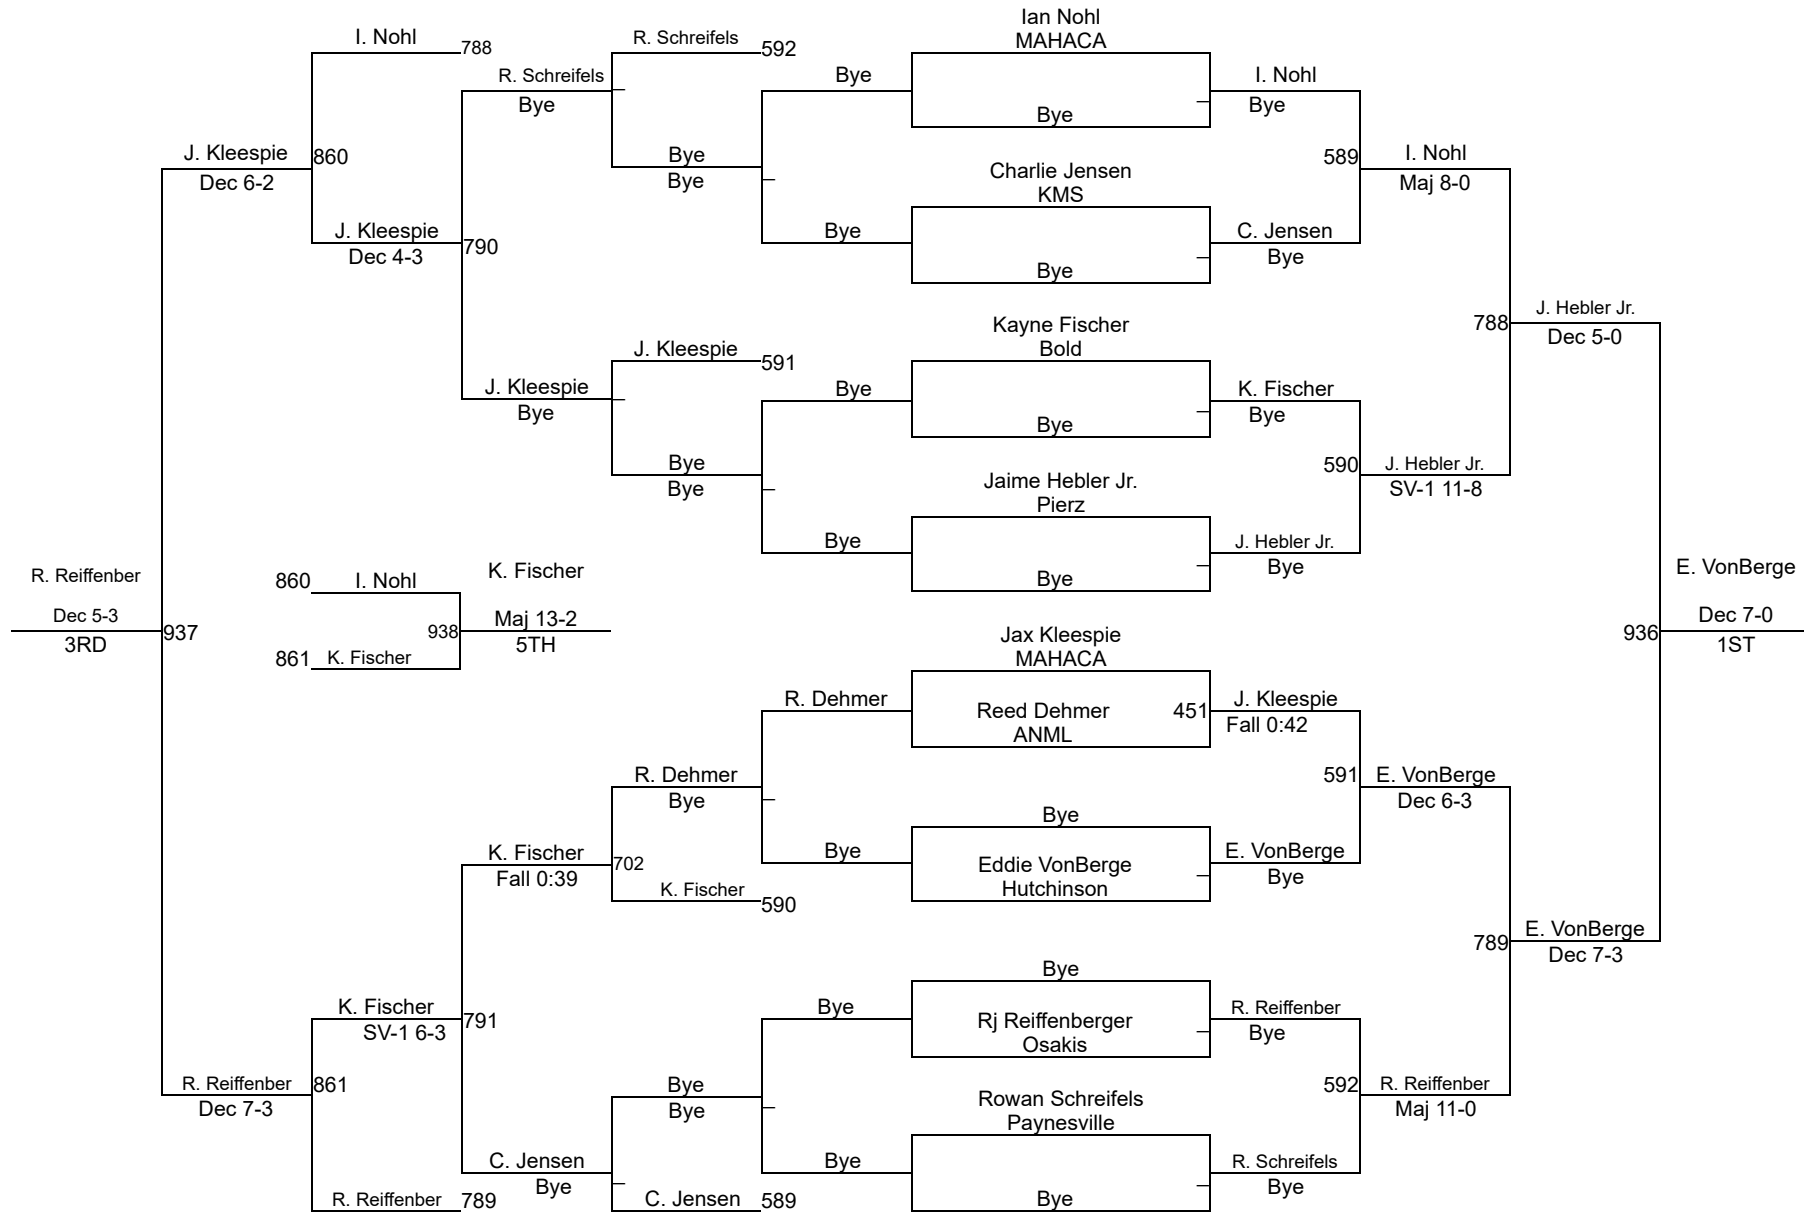 Ian Nohl
MAHACA
I. Nohl
788
R. Schreifels
592
R. Schreifels
Bye
Bye
I. Nohl
Bye
Bye
J. Kleespie
860
Dec 6-2
Bye
Bye
Charlie Jensen
KMS
589
I. Nohl
Maj 8-0
J. Kleespie
Dec 4-3
790
Bye
Bye
C. Jensen
Bye
Kayne Fischer
Bold
788
J. Hebler Jr.
Dec 5-0
J. Kleespie
591
J. Kleespie
Bye
Bye
K. Fischer
Bye
Bye
Bye
Bye
Jaime Hebler Jr.
Pierz
590
J. Hebler Jr.
SV-1 11-8
Bye
J. Hebler Jr.
Bye
Bye
R. Reiffenber
Dec 5-3
3RD
937
860
I. Nohl
861
K. Fischer
938
K. Fischer
Maj 13-2
5TH
936
E. VonBerge
Dec 7-0
1ST
Jax Kleespie
MAHACA
R. Dehmer
Reed Dehmer
ANML
451
J. Kleespie
Fall 0:42
R. Dehmer
Bye
591
E. VonBerge
Dec 6-3
Bye
Bye
Eddie VonBerge
Hutchinson
E. VonBerge
Bye
K. Fischer
Fall 0:39
702
K. Fischer
590
789
E. VonBerge
Dec 7-3
Bye
Bye
Rj Reiffenberger
Osakis
R. Reiffenber
Bye
K. Fischer
SV-1 6-3
791
R. Reiffenber
Dec 7-3
861
Bye
Bye
Rowan Schreifels
Paynesville
592
R. Reiffenber
Maj 11-0
C. Jensen
Bye
Bye
R. Schreifels
Bye
Bye
R. Reiffenber
789
C. Jensen
589